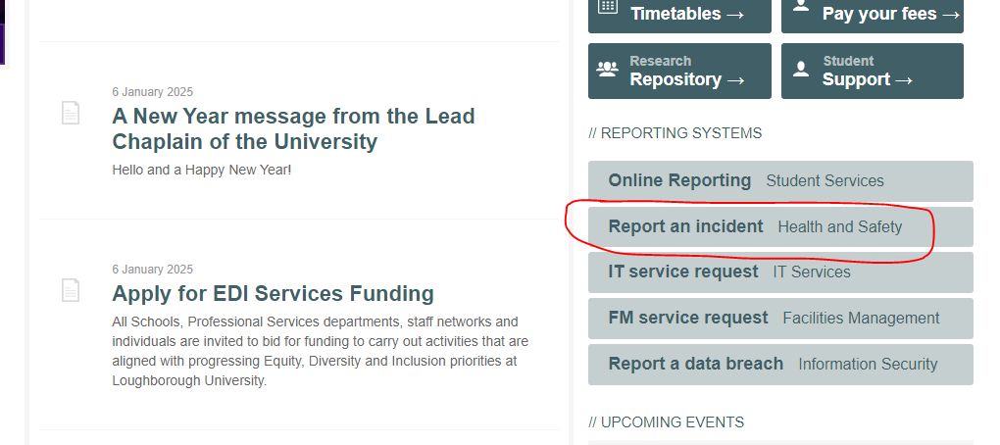 6 January 2025
A New Year message from the Lead
Chaplain of the University
Hello and a Happy New Year!
6 January 2025
Apply for EDI Services Funding
All Schools, Professional Services departments, staff networks and
individuals are invited to bid for funding to carry out activities that are
aligned with progressing Equity, Diversity and Inclusion priorities at
Loughborough University.
Timetables →
Pay your fees →
Research
Repository →
Student
Support →
// REPORTING SYSTEMS
Online Reporting Student Services
Report an incident Health and Safety
IT service request IT Services
FM service request Facilities Management
Report a data breach Information Security
// UPCOMING EVENTS